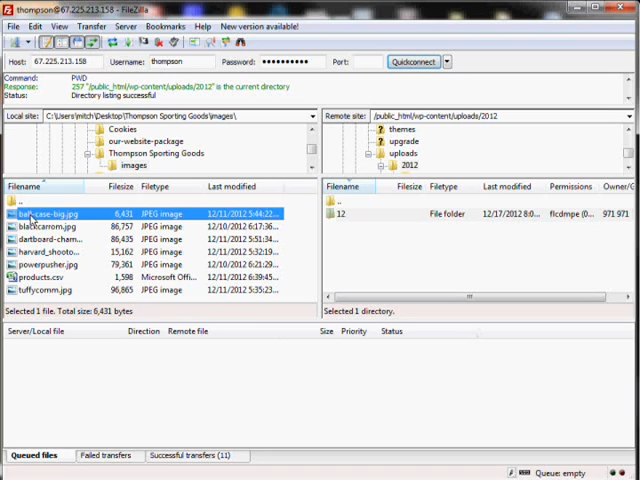 thompson@67.225.213.158 - FileZilla
File Edit View Transfer Server Bookmarks Help New version available!
Host: 67.225.213.158 Username: thompson Password: •••••••••• Port: Quickconnect
Command: PWD
Response: 257 "/public_html/wp-content/uploads/2012" is the current directory
Status: Directory listing successful
Local site: C:\Users\mitch\Desktop\Thompson Sporting Goods\images\ Remote site: /public_html/wp-content/uploads/2012
Cookies themes
our-website-package upgrade
Thompson Sporting Goods uploads
images 2012
Filename Filesize Filetype Last modified Filename Filesize Filetype Last modified Permissions Owner/G
.. ..
ball-case-big.jpg 6,431 JPEG image 12/11/2012 5:44:22... 12 File folder 12/17/2012 8:0... flcdmpe (0... 971 971
blackcarrom.jpg 86,757 JPEG image 12/10/2012 6:17:36...
dartboard-cham... 86,435 JPEG image 12/11/2012 5:51:34...
harvard_shooto... 15,162 JPEG image 12/11/2012 5:32:19...
powerpusher.jpg 79,361 JPEG image 12/10/2012 6:21:29...
products.csv 1,598 Microsoft Offi... 12/11/2012 6:39:45...
tuffycomm.jpg 96,865 JPEG image 12/11/2012 5:35:23...
Selected 1 file. Total size: 6,431 bytes Selected 1 directory.
Server/Local file Direction Remote file Size Priority Status
Queued files Failed transfers Successful transfers (11)
Queue: empty